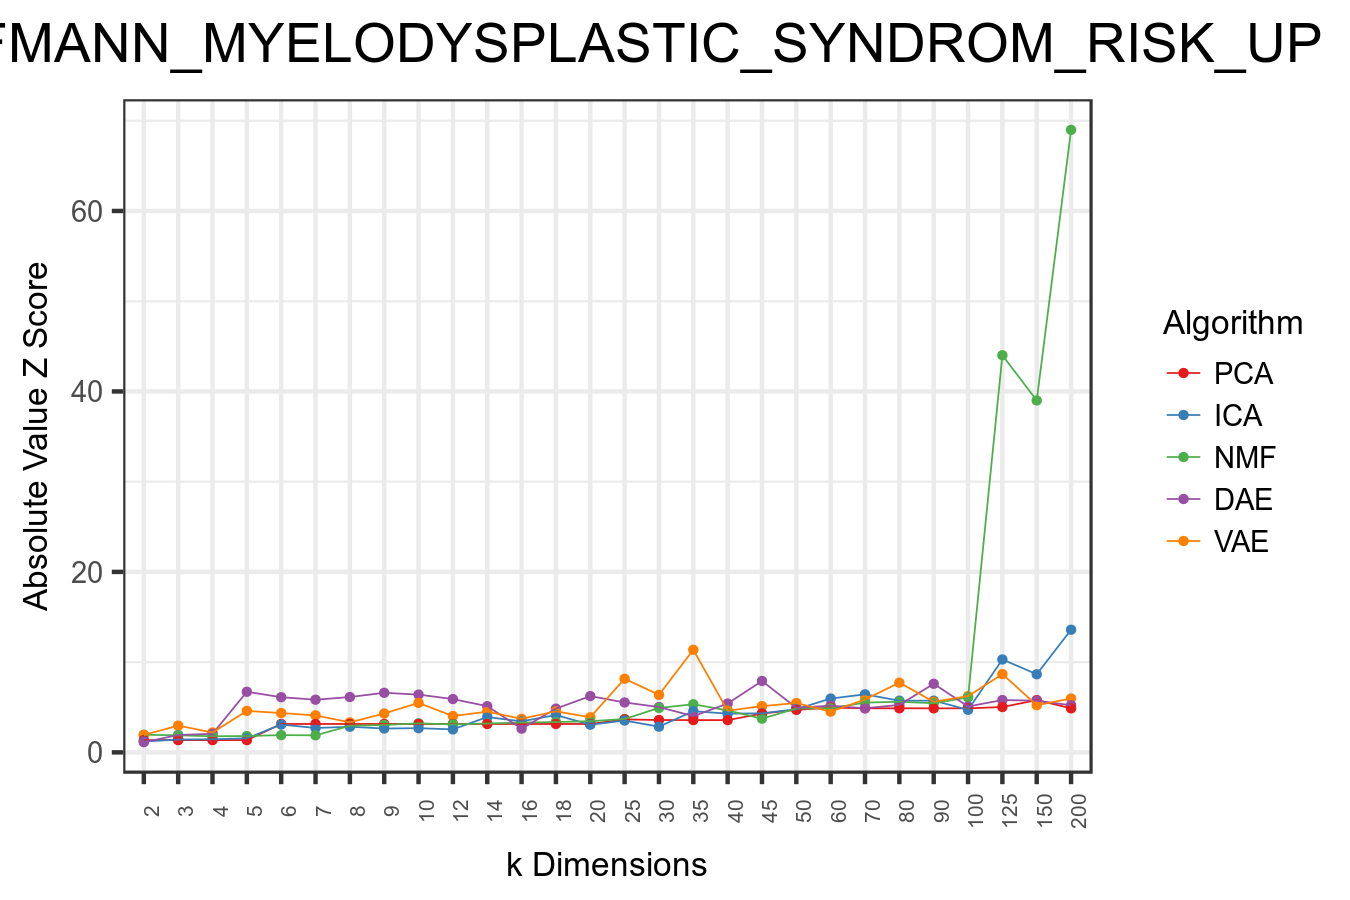 FMANN_MYELODYSPLASTIC_SYNDROM_RISK_UP
Absolute Value Z Score
60
40
20
0
2 3 4 5 6 7 8 9 10 12 14 16 18 20 25 30 35 40 45 50 60 70 80 90 100 125 150 200
k Dimensions
Algorithm
PCA
ICA
NMF
DAE
VAE